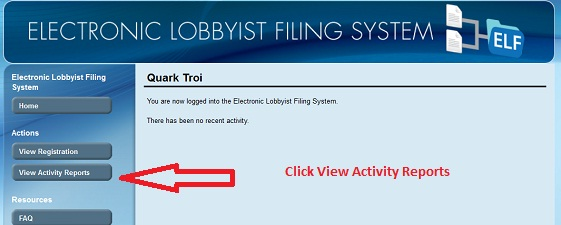 ELECTRONIC LOBBYIST FILING SYSTEM
ELF
Electronic Lobbyist Filing
System
Home
Actions
View Registration
View Activity Reports
Resources
FAQ
Quark Troi
You are now logged into the Electronic Lobbyist Filing System.
There has been no recent activity.
Click View Activity Reports